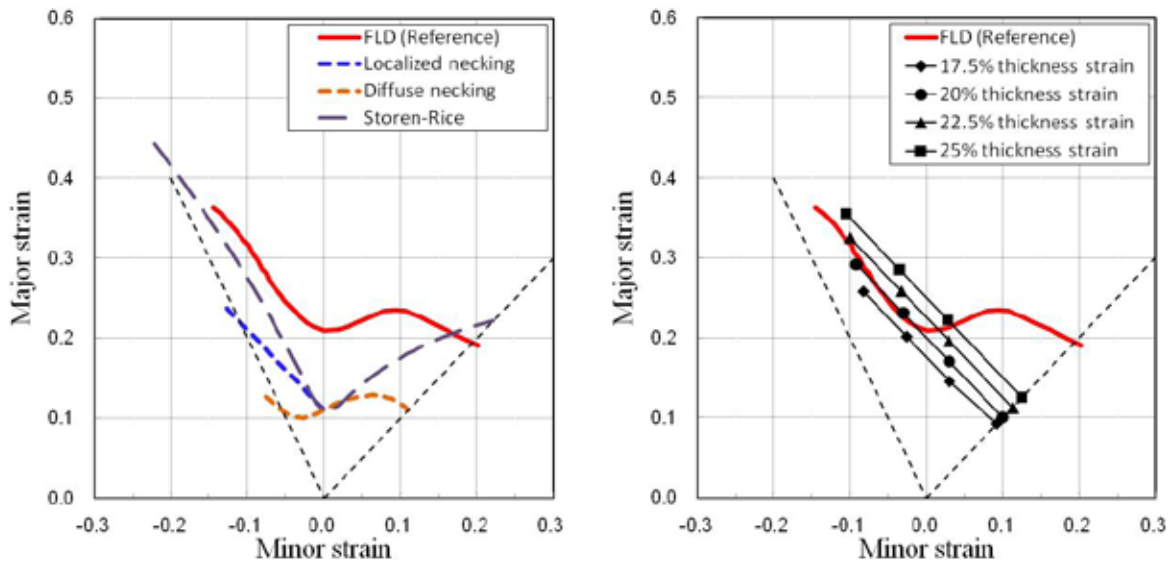 0.6
0.5
0.4
0.3
0.2
0.1
0.0
-0.3
-0.2
-0.1
0.0
0.1
0.2
0.3
Major strain
Minor strain
FLD (Reference)
Localized necking
Diffuse necking
Storen-Rice
0.6
0.5
0.4
0.3
0.2
0.1
0.0
-0.3
-0.2
-0.1
0.0
0.1
0.2
0.3
Major strain
Minor strain
FLD (Reference)
17.5% thickness strain
20% thickness strain
22.5% thickness strain
25% thickness strain